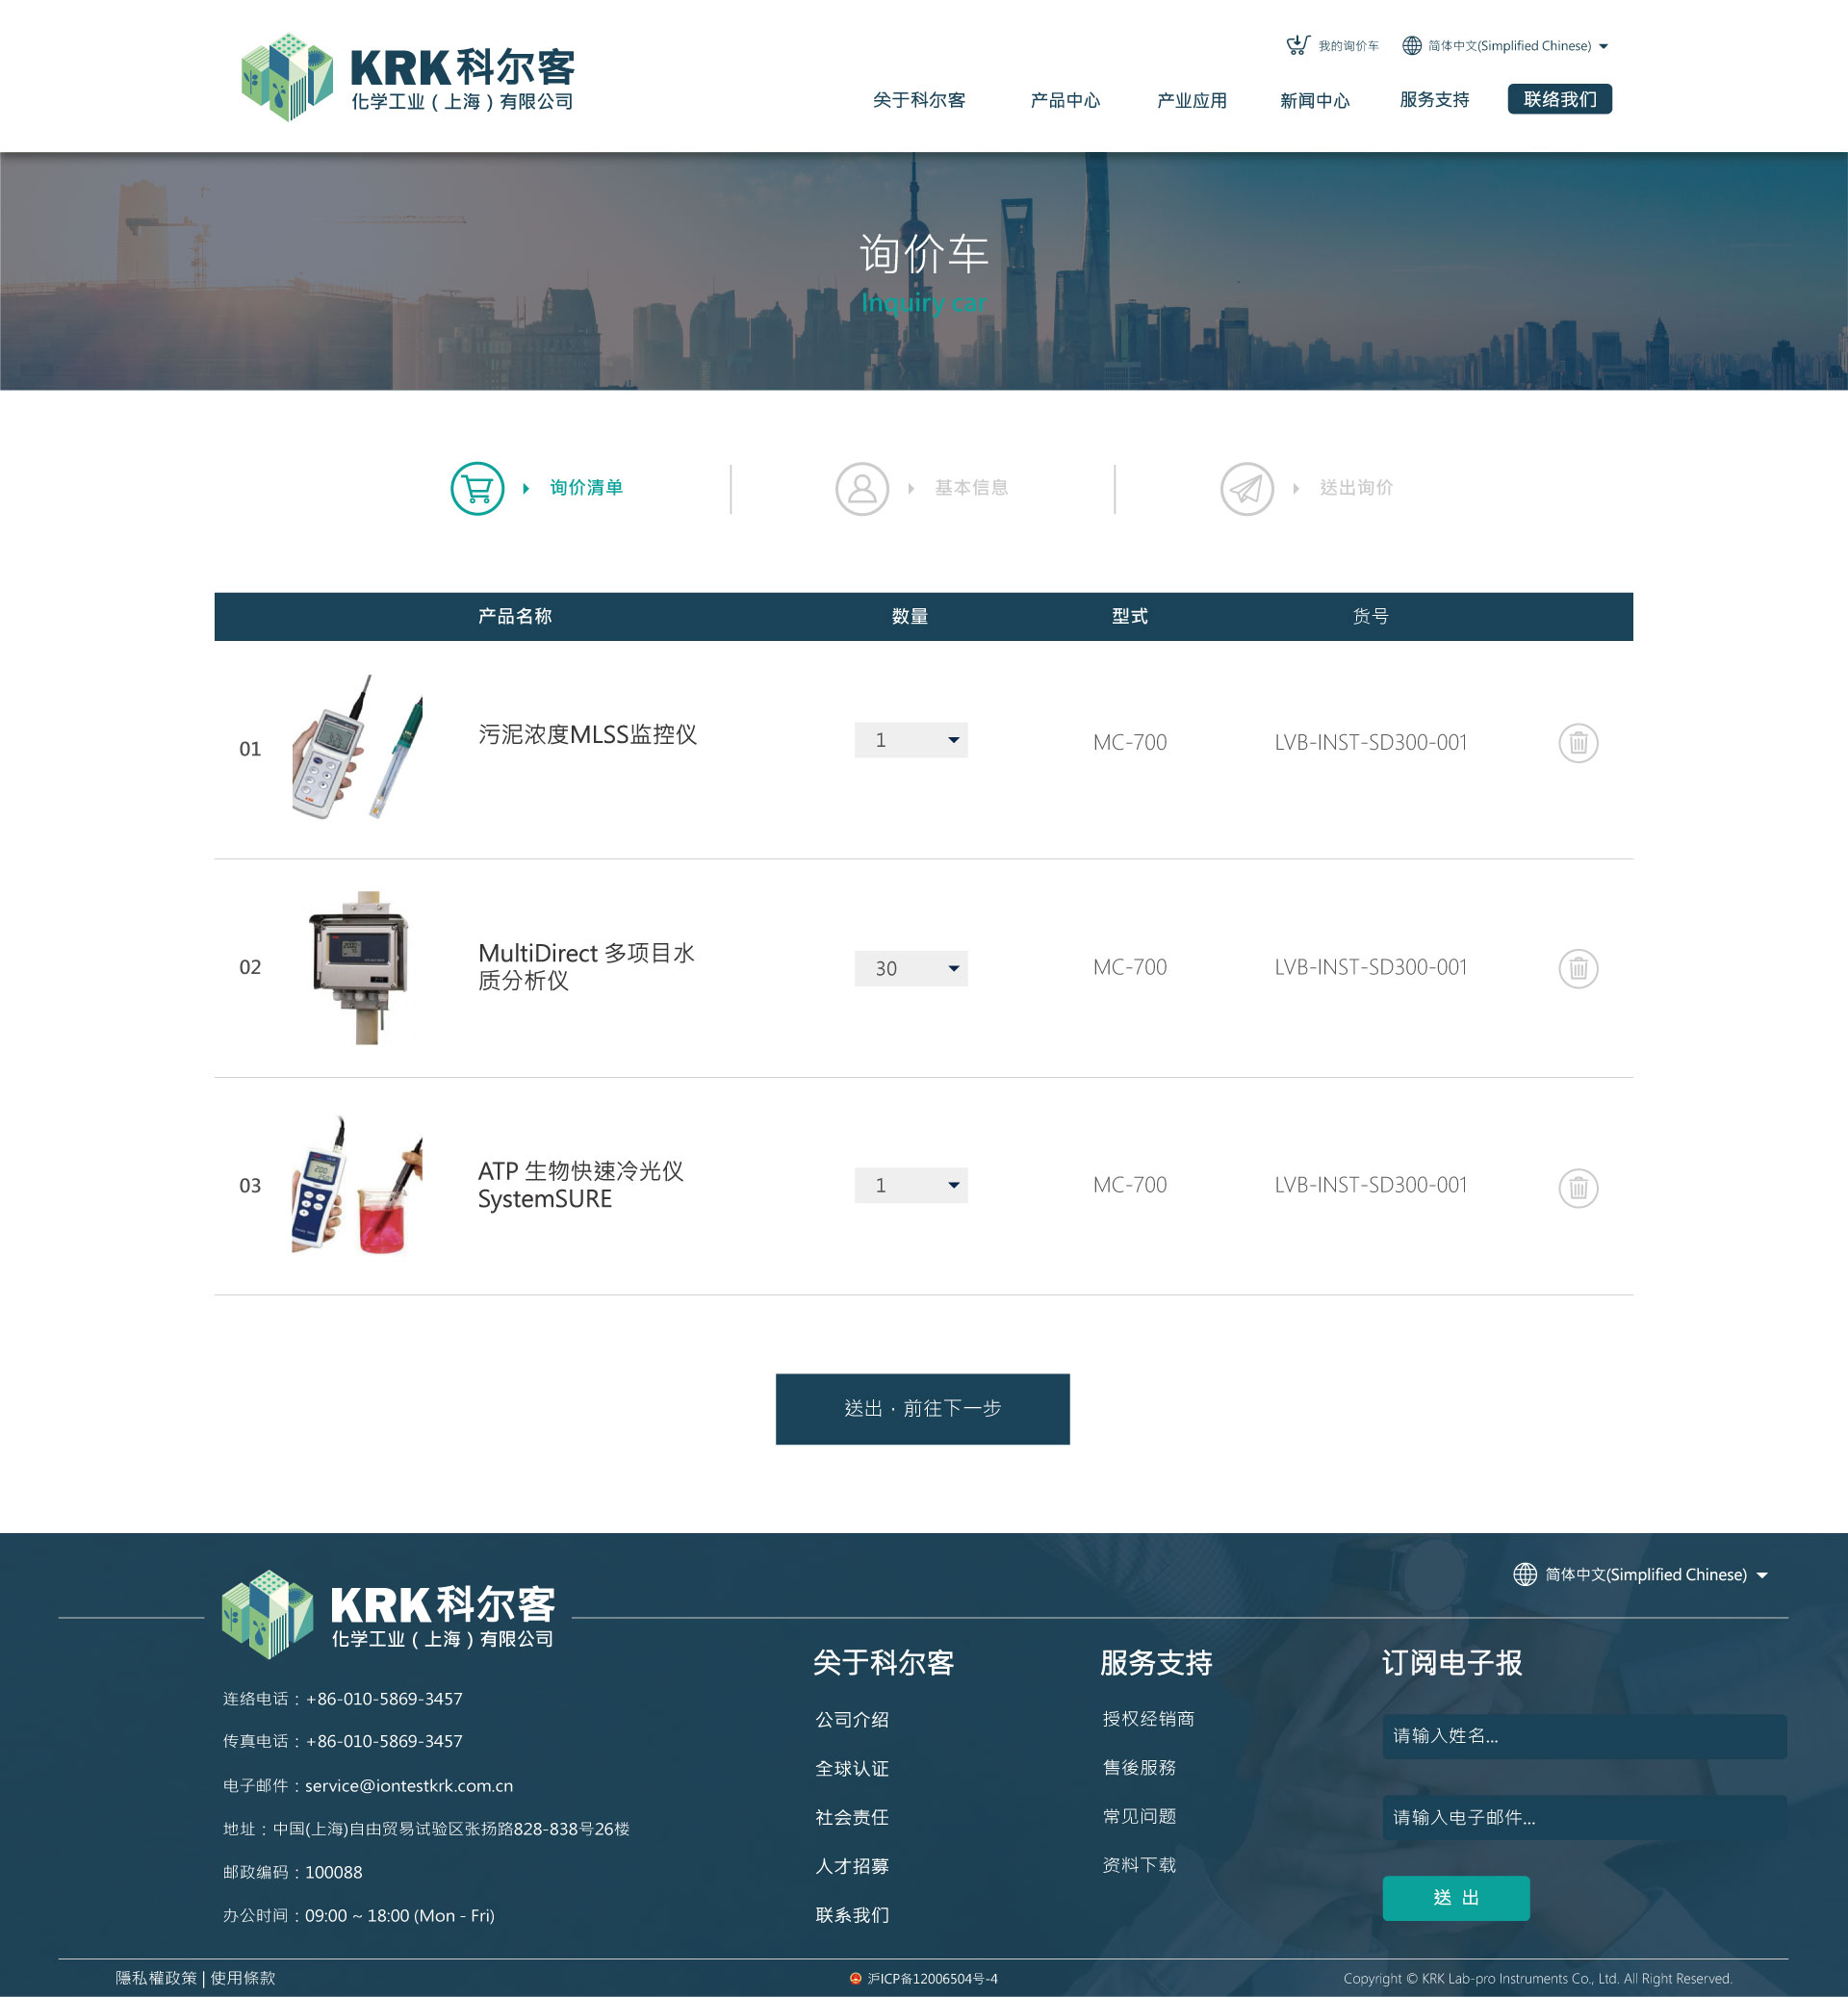 KRK 科尔客
化学工业（上海）有限公司
我的询价车
简体中文(Simplified Chinese)
关于科尔客
产品中心
产业应用
新闻中心
服务支持
联络我们
询价车
Inquiry car
询价清单
基本信息
送出询价
产品名称 数量 型式 货号
01 污泥浓度MLSS监控仪 1 MC-700 LVB-INST-SD300-001
02 MultiDirect 多项目水
质分析仪 30 MC-700 LVB-INST-SD300-001
03 ATP 生物快速冷光仪
SystemSURE 1 MC-700 LVB-INST-SD300-001
送出．前往下一步
简体中文(Simplified Chinese)
KRK 科尔客
化学工业（上海）有限公司
连络电话：+86-010-5869-3457
传真电话：+86-010-5869-3457
电子邮件：service@iontestkrk.com.cn
地址：中国(上海)自由贸易试验区张扬路828-838号26楼
邮政编码：100088
办公时间：09:00 ~ 18:00 (Mon - Fri)
关于科尔客
公司介绍
全球认证
社会责任
人才招募
联系我们
服务支持
授权经销商
售後服務
常见问题
资料下载
订阅电子报
请输入姓名...
请输入电子邮件...
送 出
隱私權政策 | 使用條款
沪ICP备12006504号-4
Copyright © KRK Lab-pro Instruments Co., Ltd. All Right Reserved.